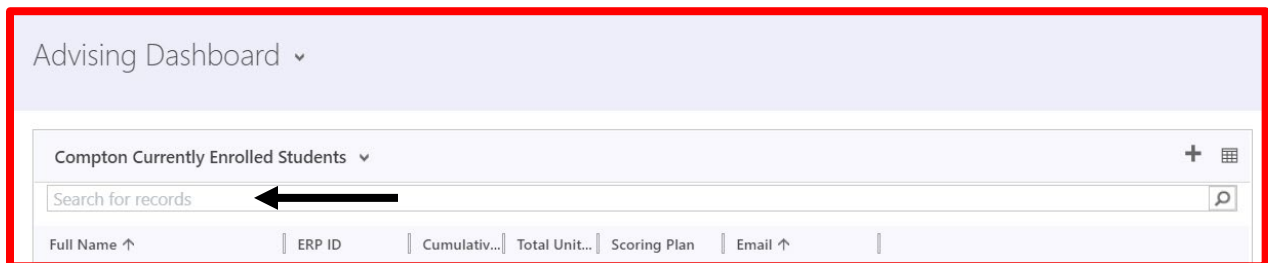 Advising Dashboard
Compton Currently Enrolled Students
Search for records
Full Name ↑ ERP ID Cumulativ... Total Unit... Scoring Plan Email ↑